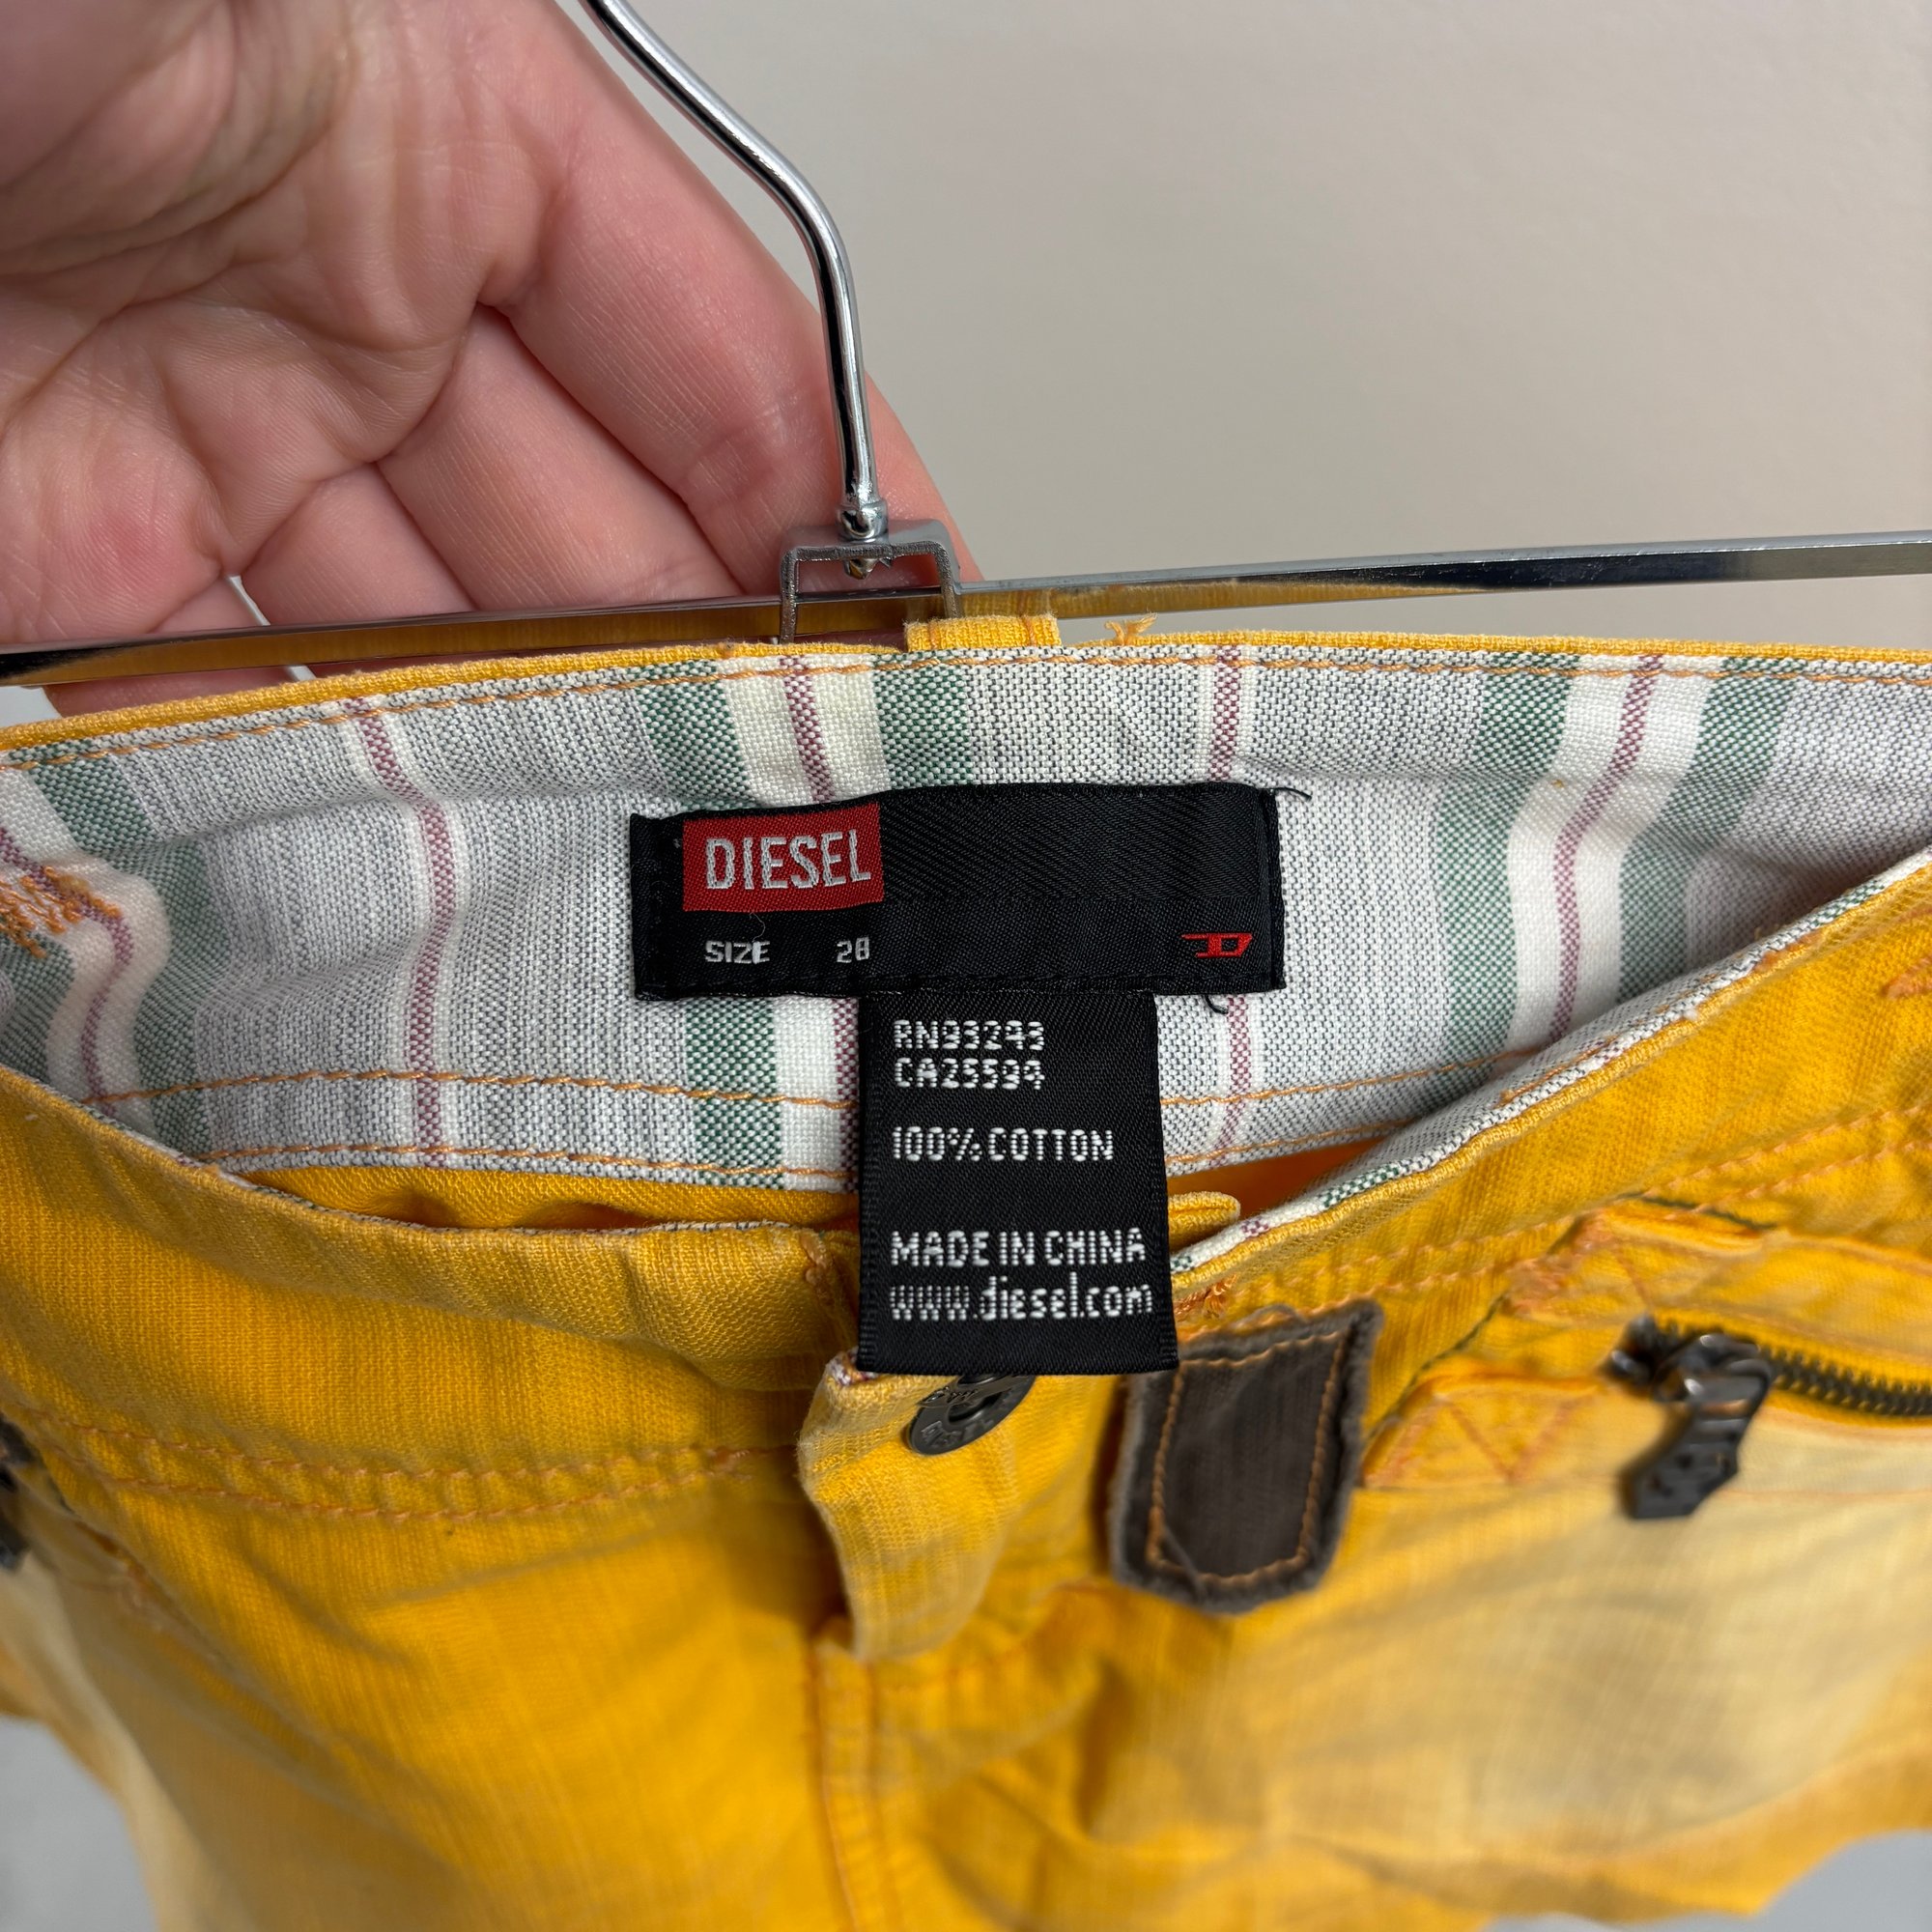 DIESEL
SIZE 28
RN93243
CA25594
100% COTTON
MADE IN CHINA
www.diesel.com